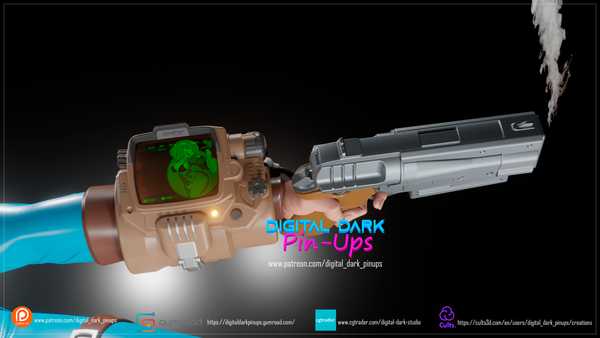 DIGITAL DARK
Pin-Ups
www.patreon.com/digital_dark_pinups
www.patreon.com/digital_dark_pinups
gumroad
https://digitaldarkpinups.gumroad.com/
cgtrader
www.cgtrader.com/digital-dark-studio
Cults
https://cults3d.com/en/users/digital_dark_pinups/creations